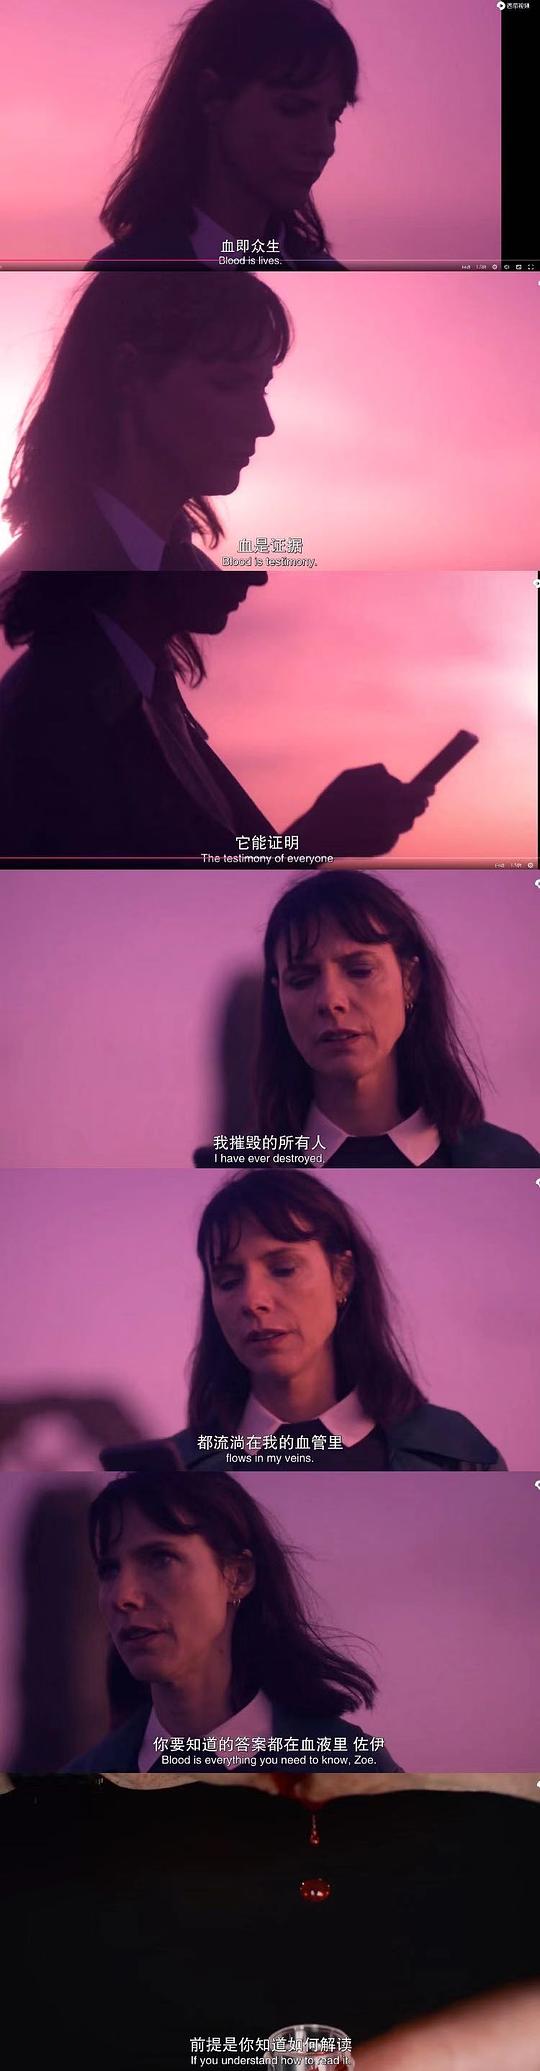 西瓜视频
血即众生
Blood is lives.
血是证据
Blood is testimony.
它能证明
The testimony of everyone
我摧毁的所有人
I have ever destroyed.
都流淌在我的血管里
flows in my veins.
你要知道的答案都在血液里 佐伊
Blood is everything you need to know, Zoe.
前提是你知道如何解读
If you understand how to read it.